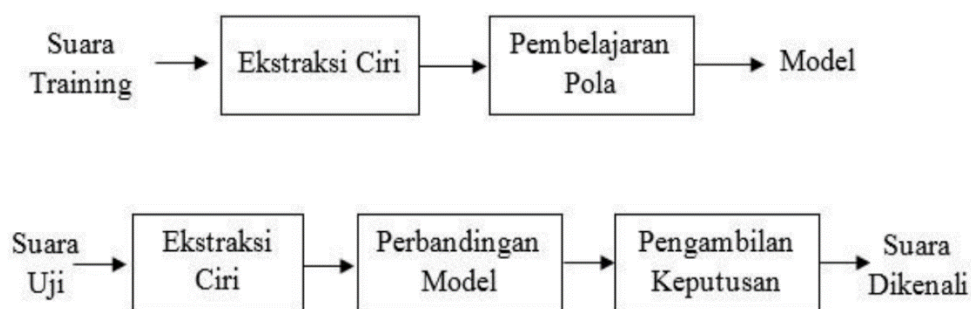 Suara
Training
Ekstraksi Ciri
Pembelajaran
Pola
Model
Suara
Uji
Ekstraksi
Ciri
Perbandingan
Model
Pengambilan
Keputusan
Suara
Dikenali